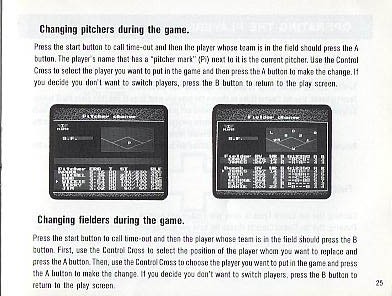 Changing pitchers during the game.
Press the start button to call time-out and then the player whose team is in the field should press the A
button. The player's name that has a "pitcher mark" (Pi) next to it is the current pitcher. Use the Control
Cross to select the player you want to put in the game and then press the A button to make the change. If
you decide you don't want to switch players, press the B button to return to the play screen.
Pitcher change
Fielder change
S.F.
S.F.
Changing fielders during the game.
Press the start button to call time-out and then the player whose team is in the field should press the B
button. First, use the Control Cross to select the position of the player whom you want to replace and
press the A button. Then, use the Control Cross to choose the player you want to put in the game and press
the A button to make the change. If you decide you don't want to switch players, press the B button to
return to the play screen.
25